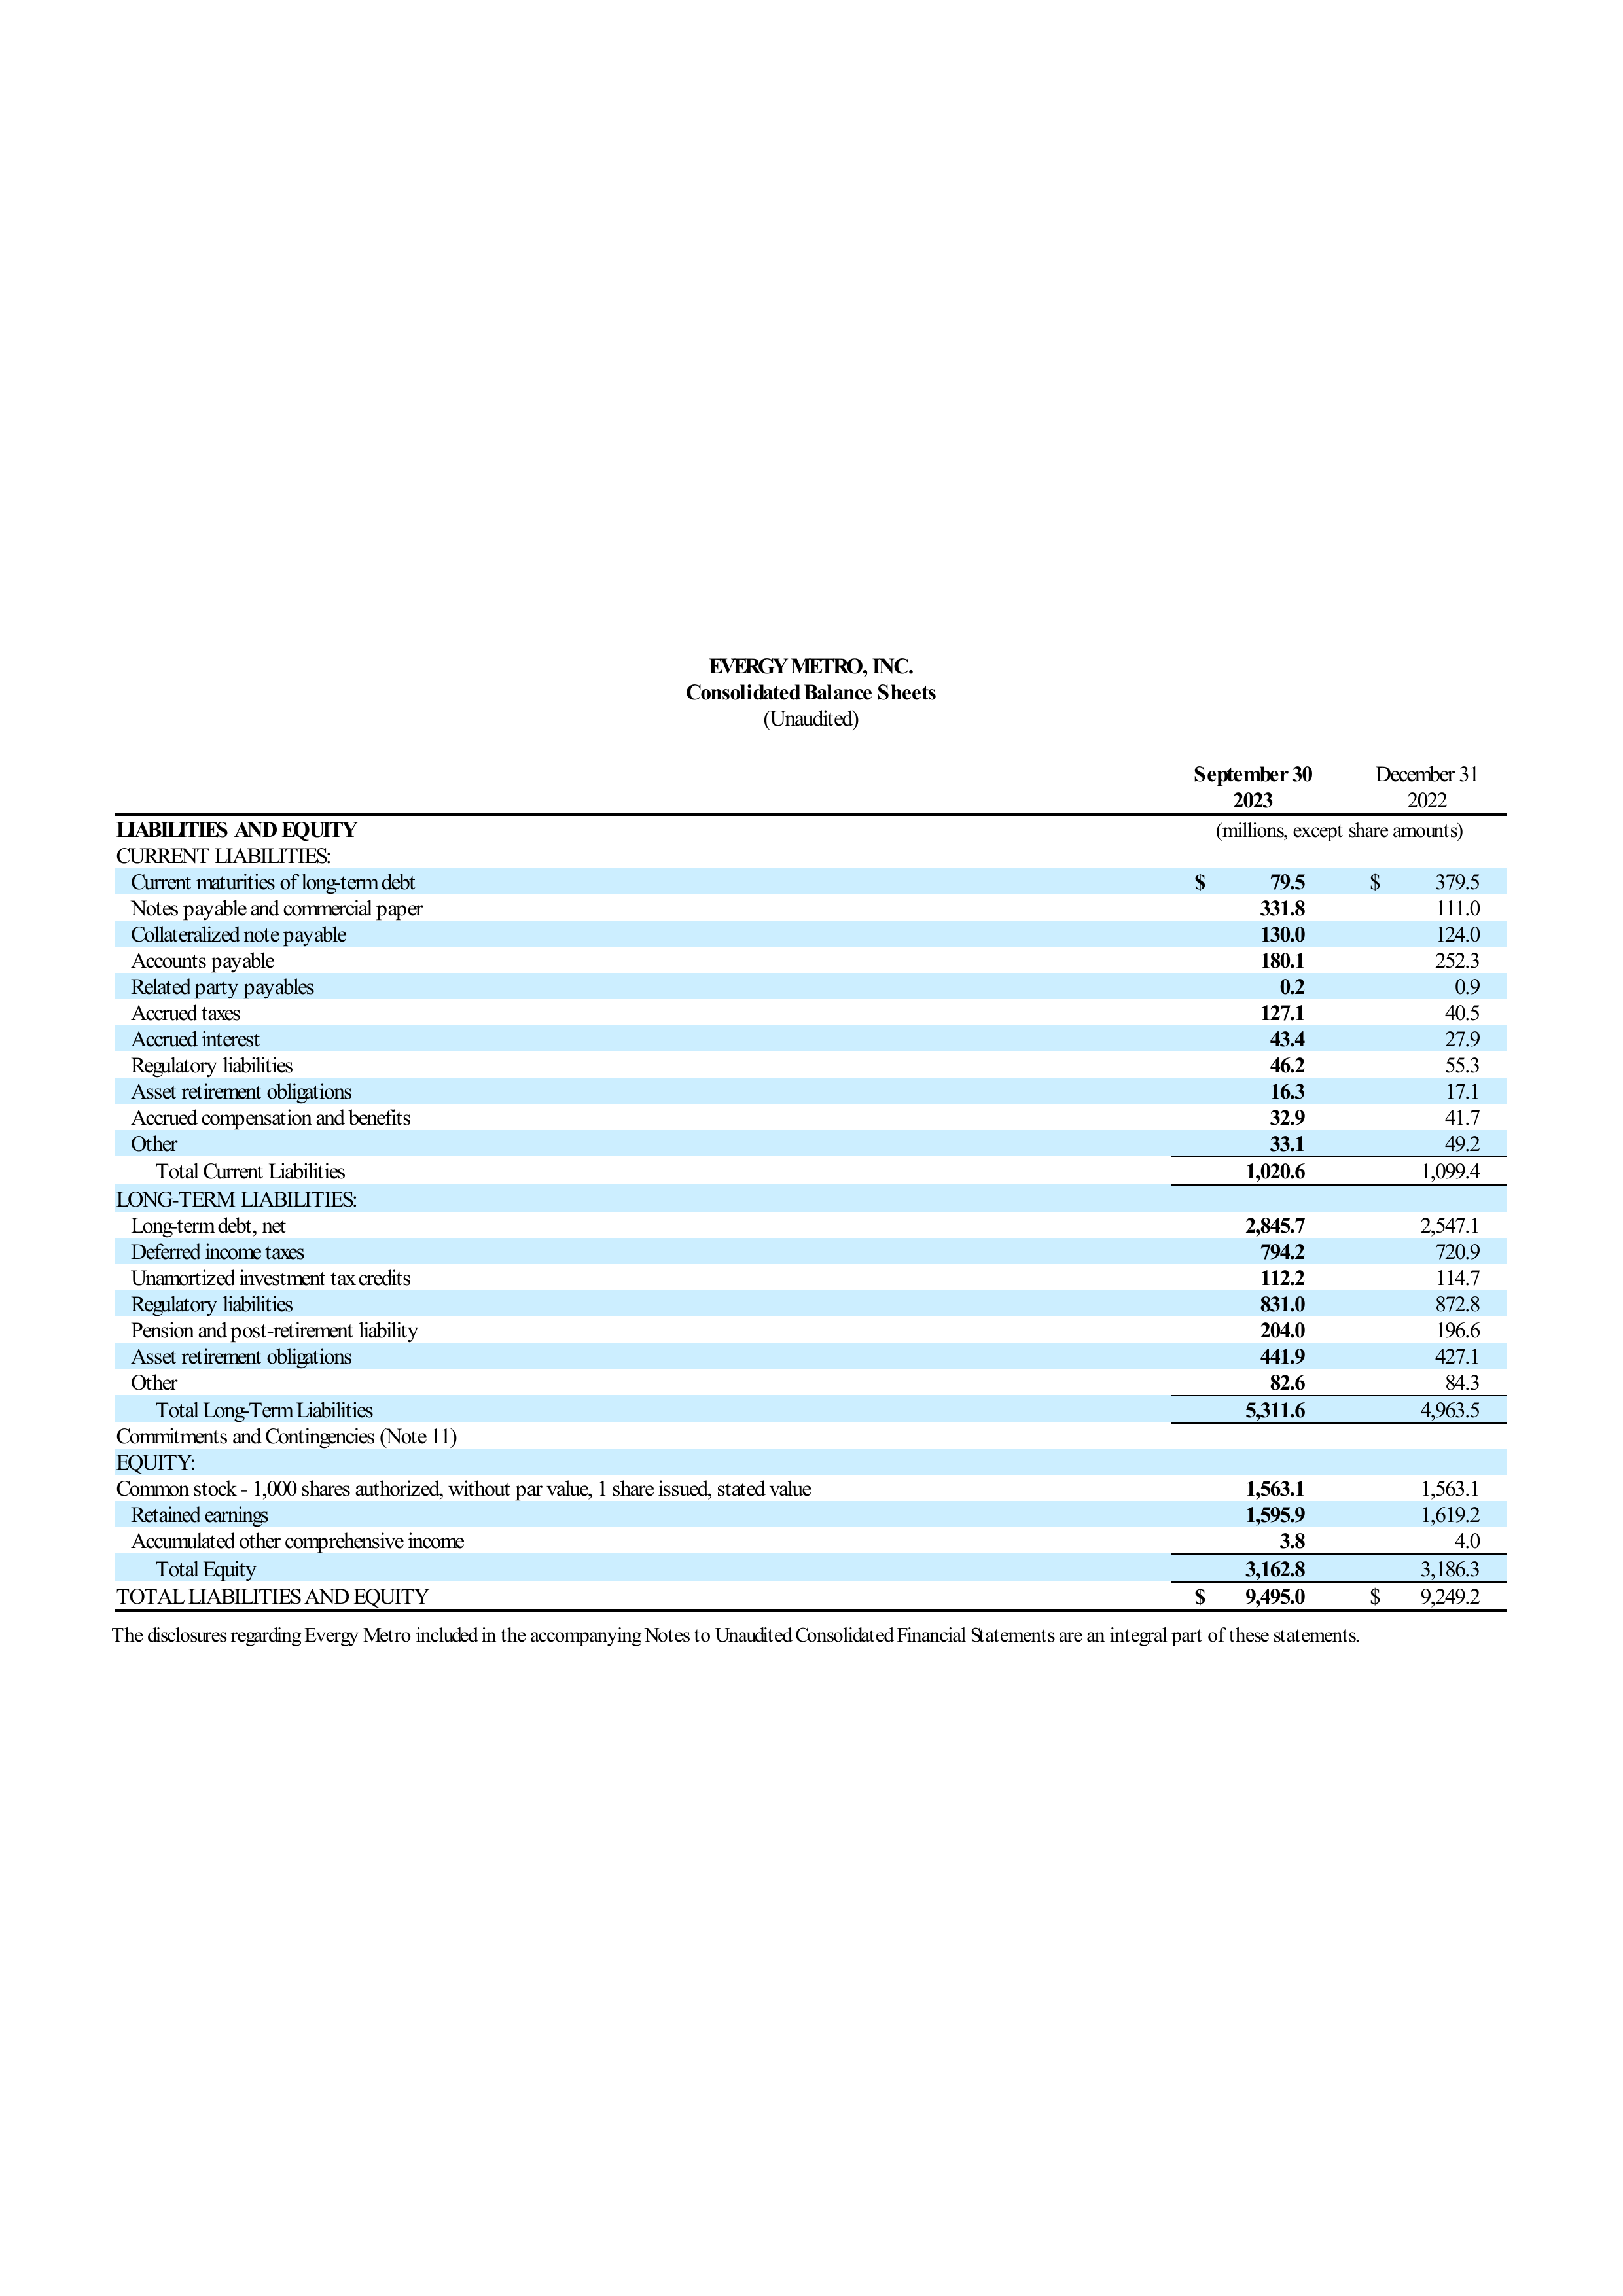 EVERGY METRO, INC.
Consolidated Balance Sheets
(Unaudited)
September 30 December 31
2023 2022
LIABILITIES AND EQUITY (millions, except share amounts)
CURRENT LIABILITIES:
Current maturities of long-term debt $ 79.5 $ 379.5
Notes payable and commercial paper 331.8 111.0
Collateralized note payable 130.0 124.0
Accounts payable 180.1 252.3
Related party payables 0.2 0.9
Accrued taxes 127.1 40.5
Accrued interest 43.4 27.9
Regulatory liabilities 46.2 55.3
Asset retirement obligations 16.3 17.1
Accrued compensation and benefits 32.9 41.7
Other 33.1 49.2
Total Current Liabilities 1,020.6 1,099.4
LONG-TERM LIABILITIES:
Long-term debt, net 2,845.7 2,547.1
Deferred income taxes 794.2 720.9
Unamortized investment tax credits 112.2 114.7
Regulatory liabilities 831.0 872.8
Pension and post-retirement liability 204.0 196.6
Asset retirement obligations 441.9 427.1
Other 82.6 84.3
Total Long-Term Liabilities 5,311.6 4,963.5
Commitments and Contingencies (Note 11)
EQUITY:
Common stock - 1,000 shares authorized, without par value, 1 share issued, stated value 1,563.1 1,563.1
Retained earnings 1,595.9 1,619.2
Accumulated other comprehensive income 3.8 4.0
Total Equity 3,162.8 3,186.3
TOTAL LIABILITIES AND EQUITY $ 9,495.0 $ 9,249.2
The disclosures regarding Evergy Metro included in the accompanying Notes to Unaudited Consolidated Financial Statements are an integral part of these statements.